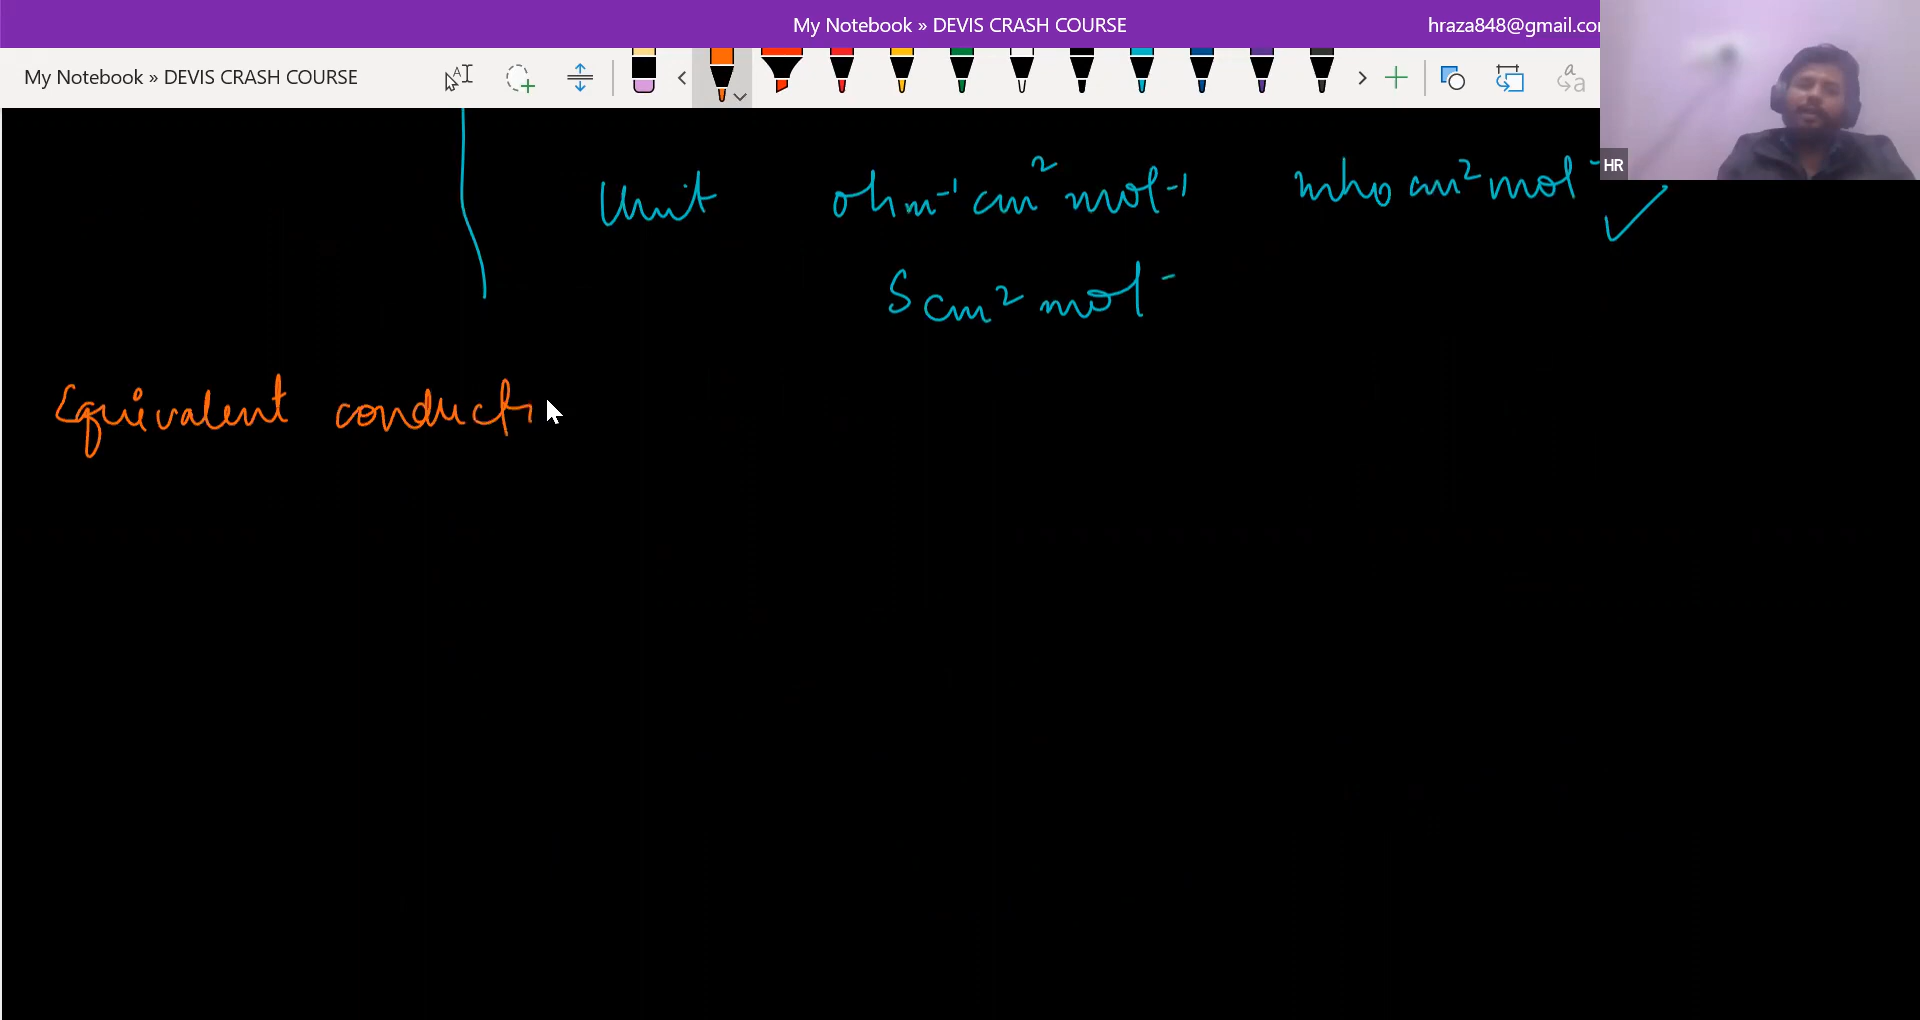 My Notebook » DEVIS CRASH COURSE
hraza848@gmail.co
My Notebook » DEVIS CRASH COURSE
HR
Unit ohm⁻¹ cm² mol⁻¹ mho cm² mol⁻
S cm² mol⁻
Equivalent conducti